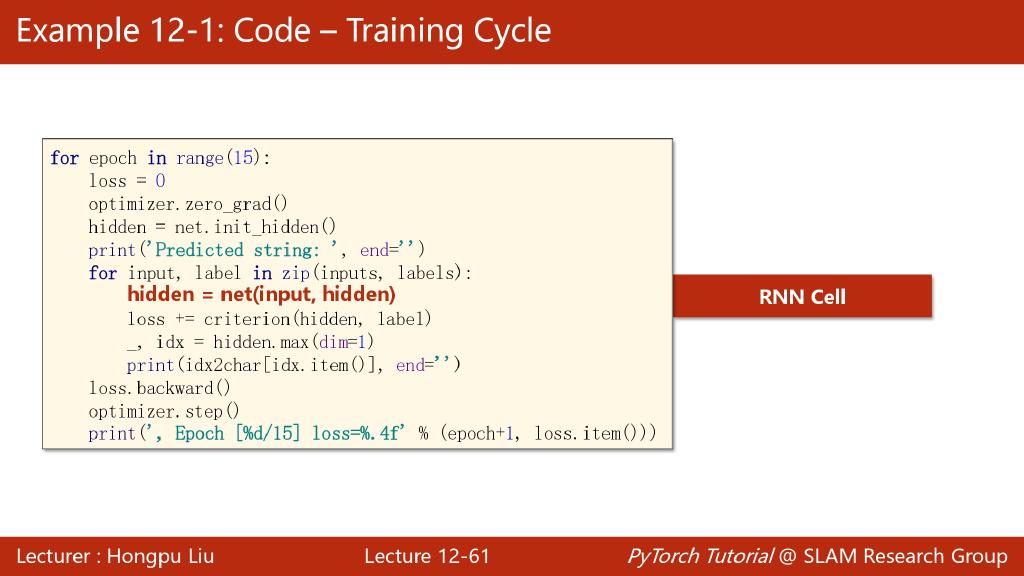 Example 12-1: Code – Training Cycle
for epoch in range(15):
    loss = 0
    optimizer.zero_grad()
    hidden = net.init_hidden()
    print('Predicted string: ', end='')
    for input, label in zip(inputs, labels):
        hidden = net(input, hidden)
        loss += criterion(hidden, label)
        _, idx = hidden.max(dim=1)
        print(idx2char[idx.item()], end='')
    loss.backward()
    optimizer.step()
    print(', Epoch [%d/15] loss=%.4f' % (epoch+1, loss.item()))
RNN Cell
Lecturer : Hongpu Liu
Lecture 12-61
PyTorch Tutorial @ SLAM Research Group